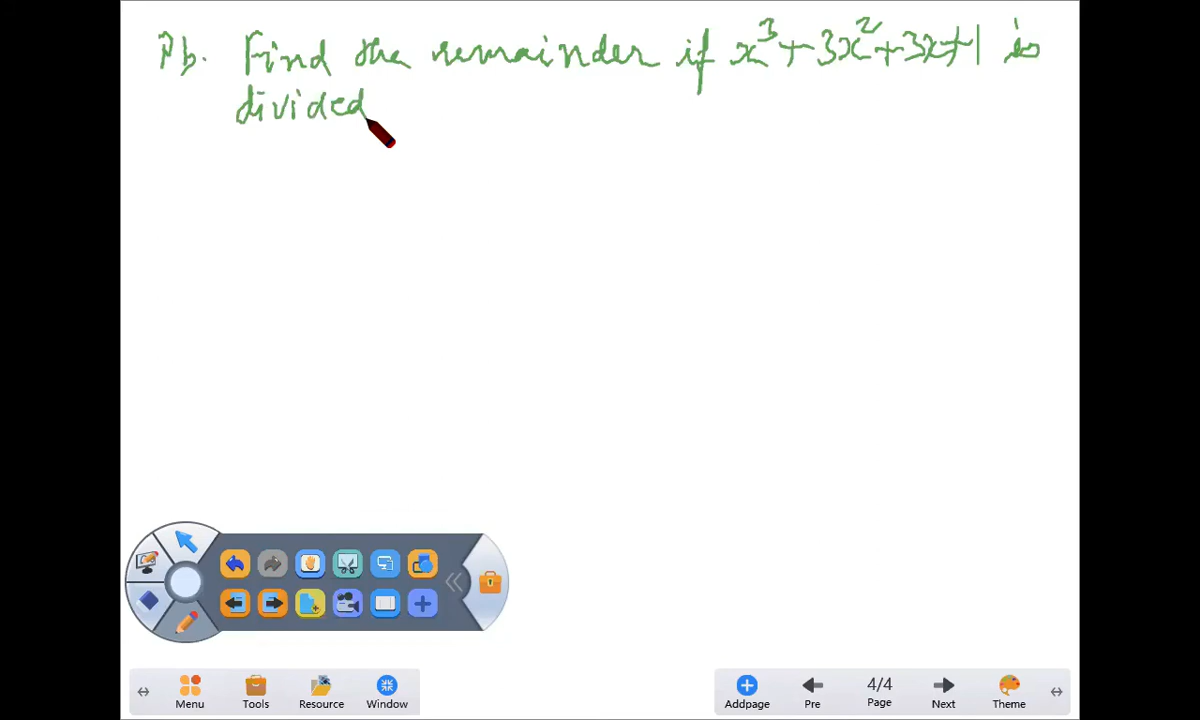 Pb. Find the remainder if x³+3x²+3x+1 is
divided
Menu
Tools
Resource
Window
Addpage
Pre
4/4
Page
Next
Theme